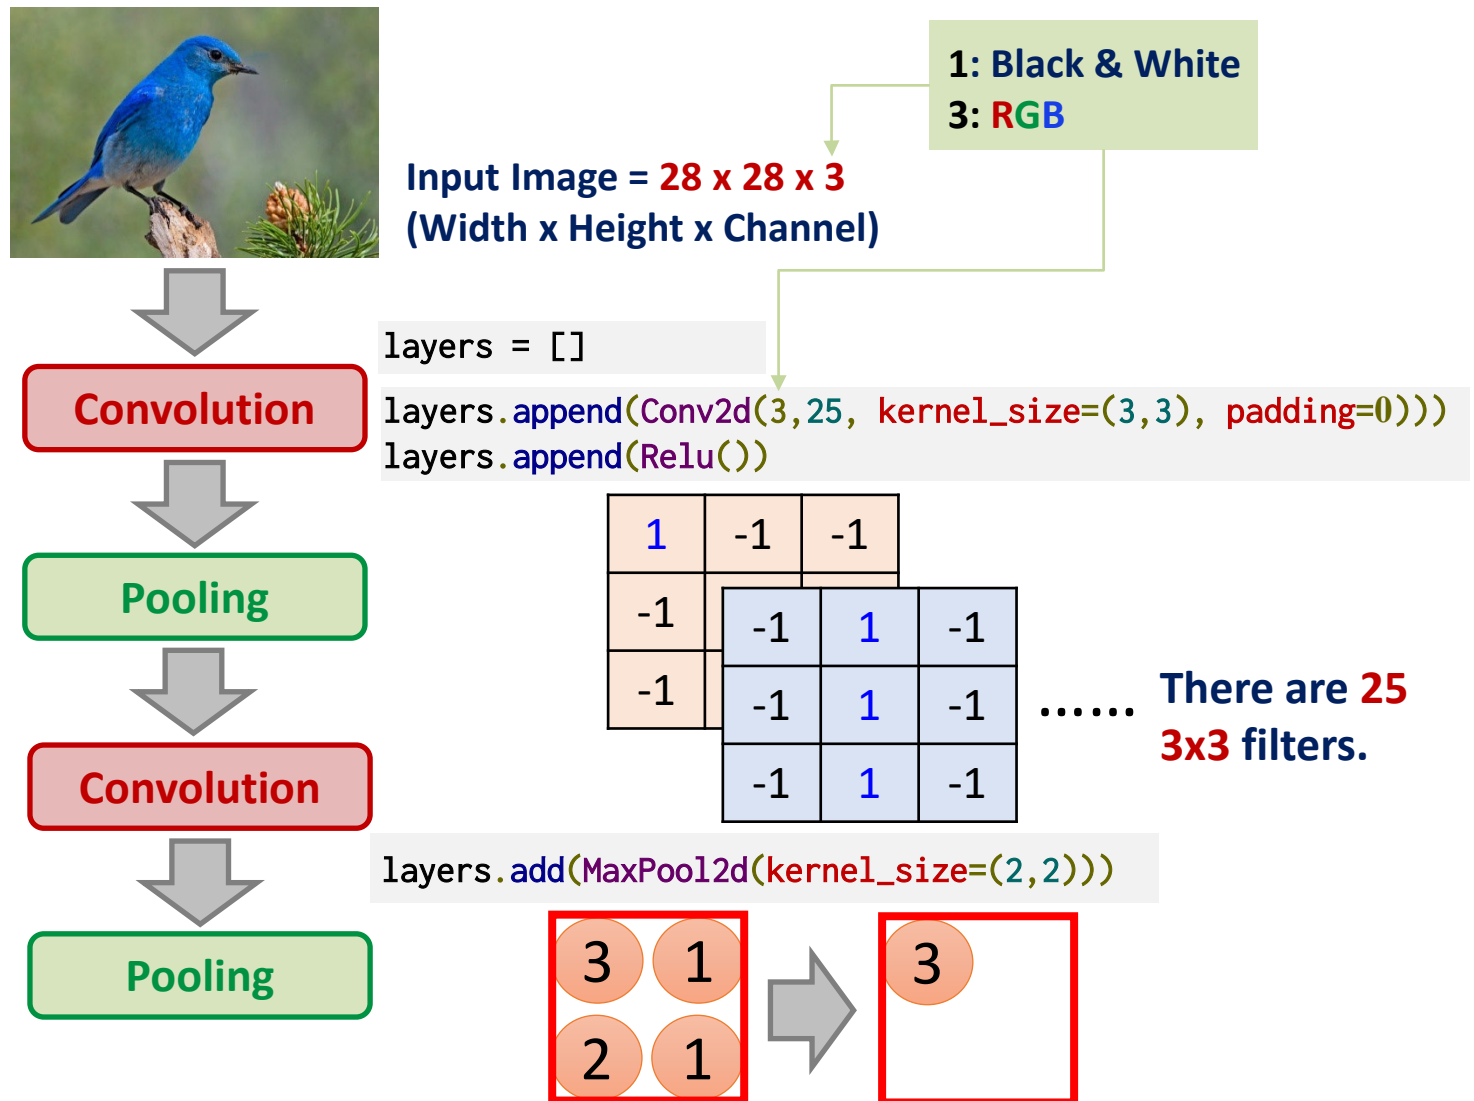 1: Black & White
3: RGB
Input Image = 28 x 28 x 3
(Width x Height x Channel)
layers = []
Convolution
layers.append(Conv2d(3,25, kernel_size=(3,3), padding=0)))
layers.append(Relu())
1 -1 -1
-1
-1
Pooling
-1 1 -1
-1 1 -1
-1 1 -1
......
There are 25
3x3 filters.
Convolution
layers.add(MaxPool2d(kernel_size=(2,2)))
Pooling
3 1
2 1
3